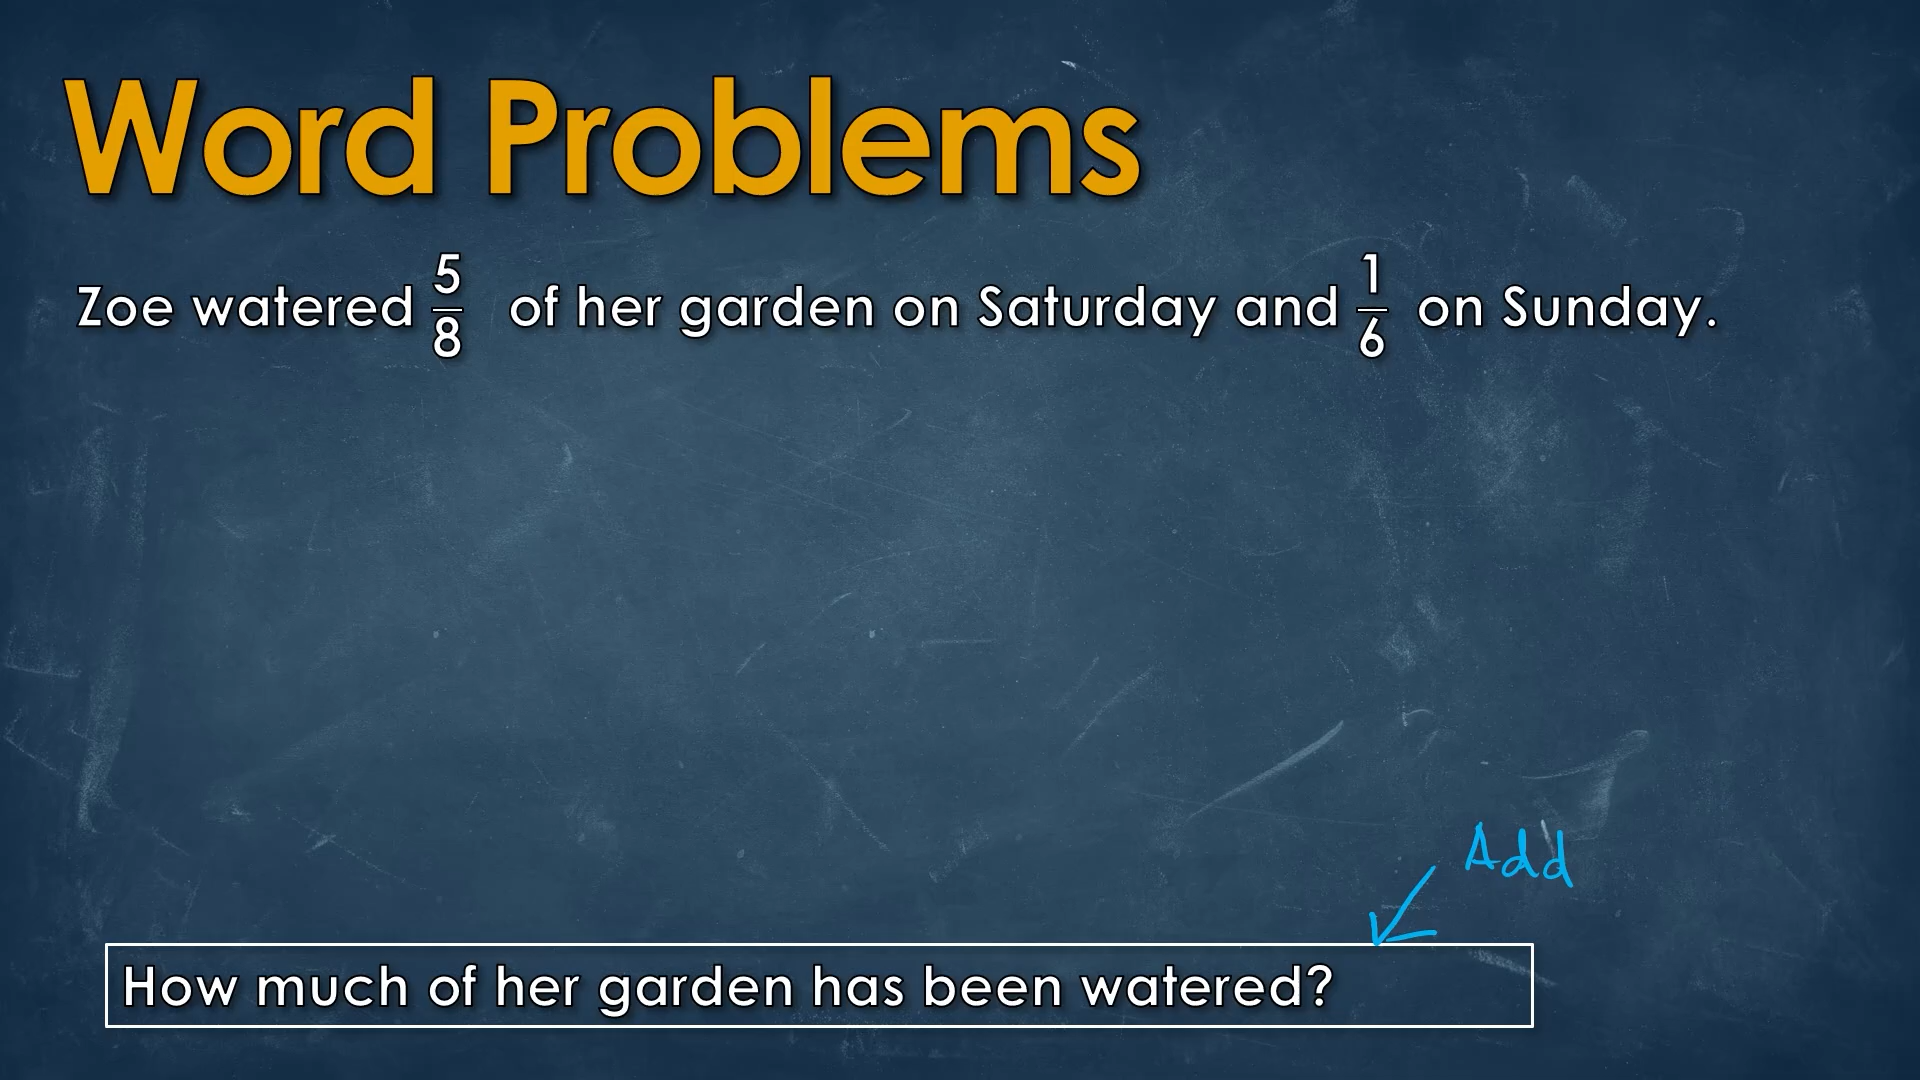 Word Problems
Zoe watered 5/8 of her garden on Saturday and 1/6 on Sunday.
Add
How much of her garden has been watered?